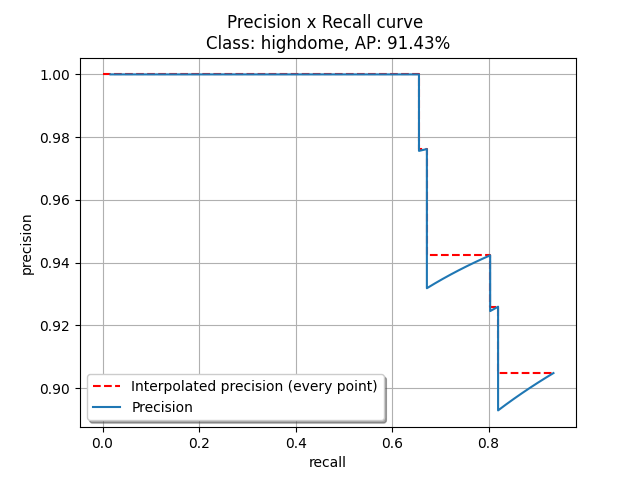 Precision x Recall curve
Class: highdome, AP: 91.43%
1.00
0.98
0.96
0.94
0.92
0.90
precision
Interpolated precision (every point)
Precision
0.0 0.2 0.4 0.6 0.8
recall